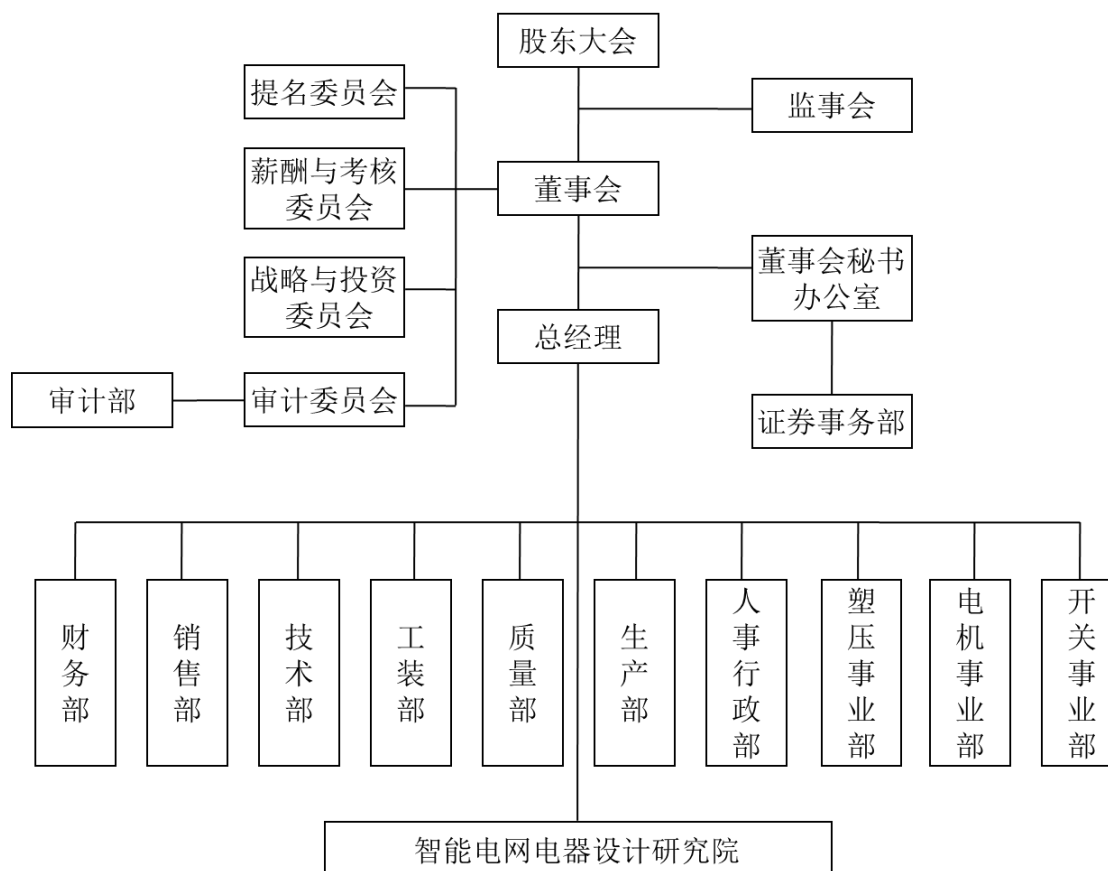 股东大会
提名委员会
监事会
薪酬与考核
委员会
董事会
战略与投资
委员会
董事会秘书
办公室
总经理
审计部
审计委员会
证券事务部
财务部
销售部
技术部
工装部
质量部
生产部
人事行政部
塑压事业部
电机事业部
开关事业部
智能电网电器设计研究院